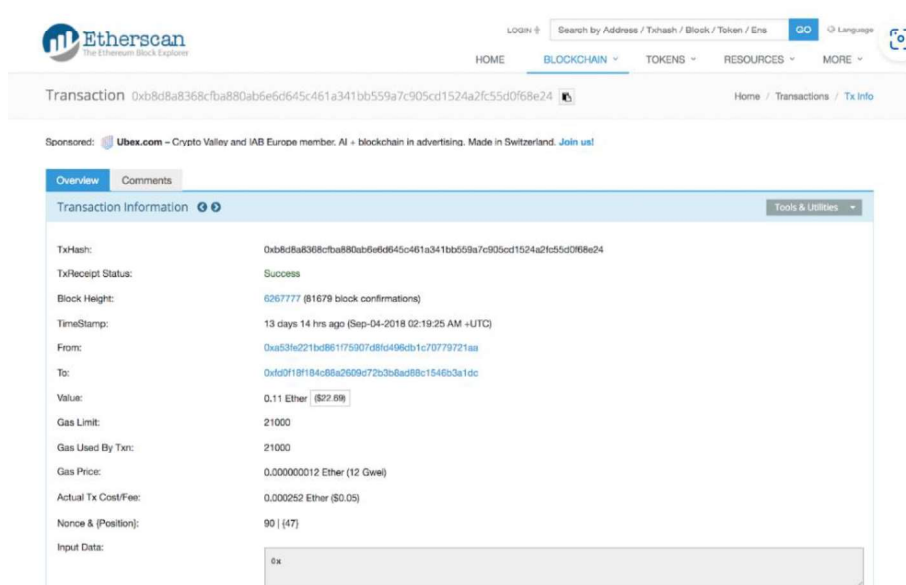 Etherscan
The Ethereum Block Explorer
LOGIN
Search by Address / Txhash / Block / Token / Ens
GO
Language
HOME
BLOCKCHAIN
TOKENS
RESOURCES
MORE
Transaction 0xb8d8a8368cfba880ab6e6d645c461a341bb559a7c905cd1524a2fc55d0f68e24
Home / Transactions / Tx Info
Sponsored: Ubex.com – Crypto Valley and IAB Europe member. AI + blockchain in advertising. Made in Switzerland. Join us!
Overview
Comments
Transaction Information
Tools & Utilities
TxHash: 0xb8d8a8368cfba880ab6e6d645c461a341bb559a7c905cd1524a2fc55d0f68e24
TxReceipt Status: Success
Block Height: 6267777 (81679 block confirmations)
TimeStamp: 13 days 14 hrs ago (Sep-04-2018 02:19:25 AM +UTC)
From: 0xa53fe221bd861f75907d8fd496db1c70779721aa
To: 0xfd0f18f184c88a2609d72b3b8ad88c1546b3a1dc
Value: 0.11 Ether ($22.69)
Gas Limit: 21000
Gas Used By Txn: 21000
Gas Price: 0.000000012 Ether (12 Gwei)
Actual Tx Cost/Fee: 0.000252 Ether ($0.05)
Nonce & {Position}: 90 | {47}
Input Data:
0x